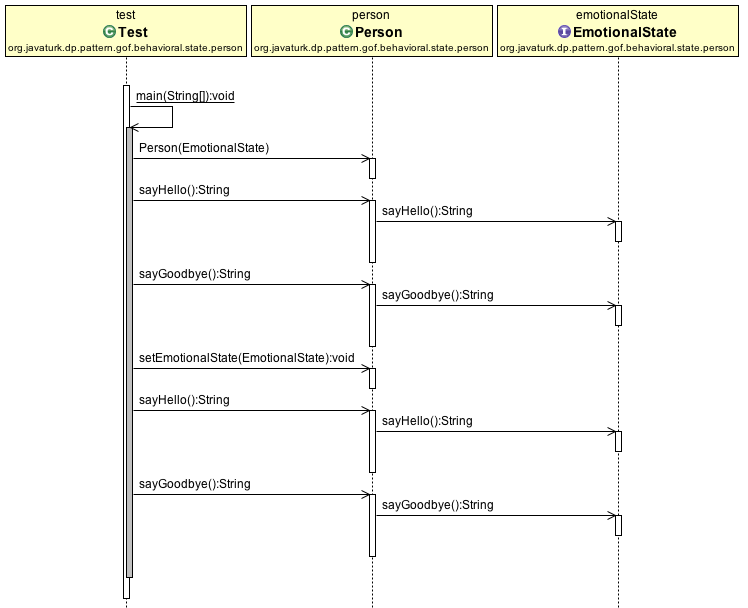 test
C Test
org.javaturk.dp.pattern.gof.behavioral.state.person
person
C Person
org.javaturk.dp.pattern.gof.behavioral.state.person
emotionalState
I EmotionalState
org.javaturk.dp.pattern.gof.behavioral.state.person
main(String[]):void
Person(EmotionalState)
sayHello():String
sayHello():String
sayGoodbye():String
sayGoodbye():String
setEmotionalState(EmotionalState):void
sayHello():String
sayHello():String
sayGoodbye():String
sayGoodbye():String